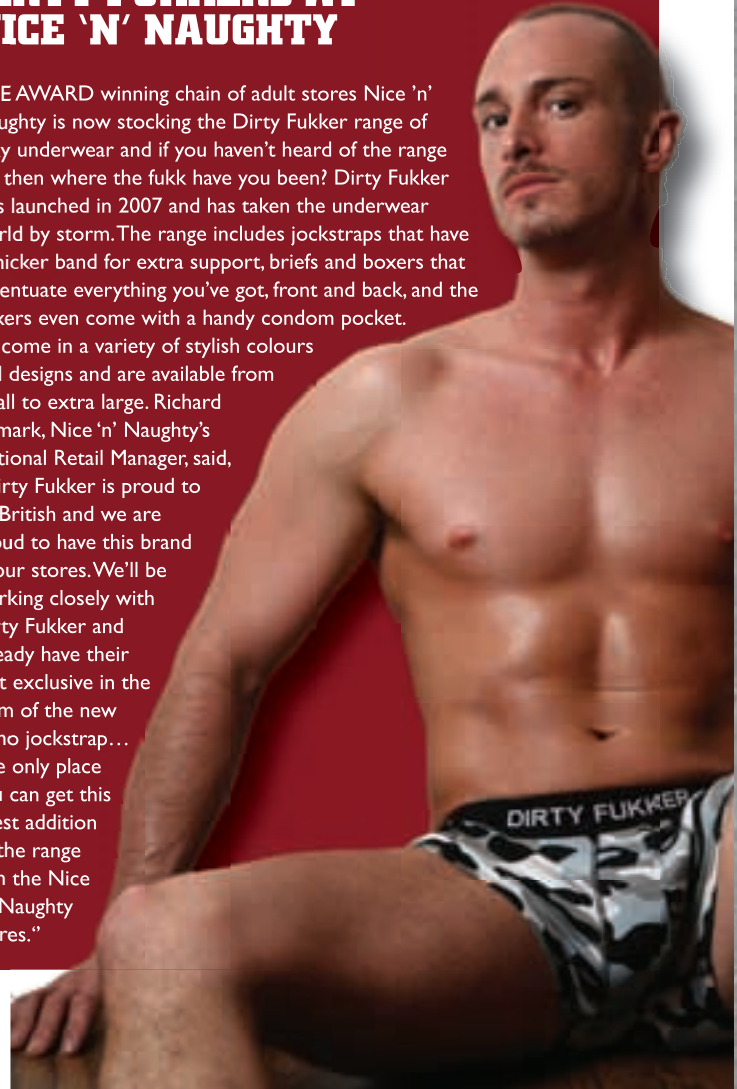 ICE ‘N’ NAUGHTY
E AWARD winning chain of adult stores Nice ’n’
ughty is now stocking the Dirty Fukker range of
y underwear and if you haven’t heard of the range
then where the fukk have you been? Dirty Fukker
s launched in 2007 and has taken the underwear
rld by storm. The range includes jockstraps that have
hicker band for extra support, briefs and boxers that
entuate everything you’ve got, front and back, and the
kers even come with a handy condom pocket.
come in a variety of stylish colours
l designs and are available from
all to extra large. Richard
mark, Nice ‘n’ Naughty’s
tional Retail Manager, said,
irty Fukker is proud to
British and we are
oud to have this brand
our stores. We’ll be
rking closely with
ty Fukker and
eady have their
t exclusive in the
m of the new
no jockstrap…
e only place
u can get this
est addition
the range
n the Nice
Naughty
res.“
DIRTY FUKKER